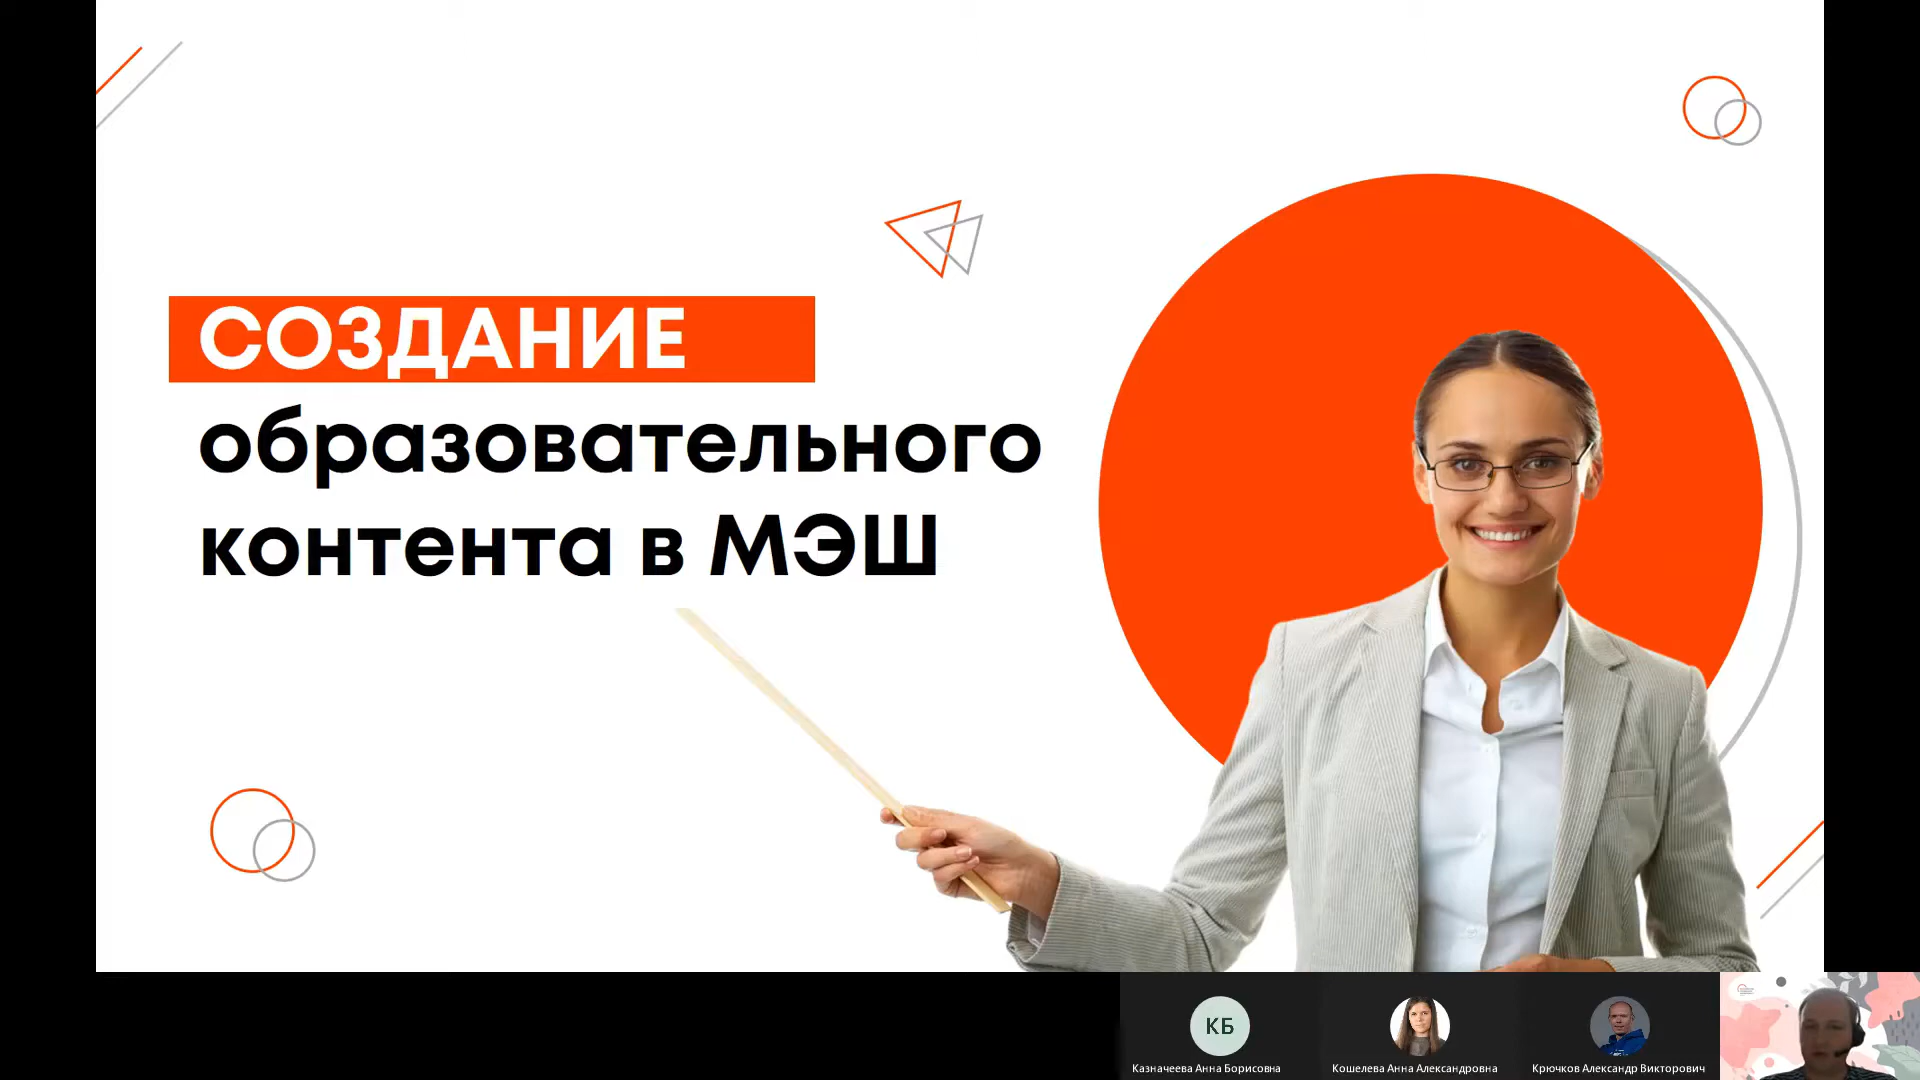 СОЗДАНИЕ
образовательного
контента в МЭШ
КБ
Казначеева Анна Борисовна
Кошелева Анна Александровна
Крючков Александр Викторович